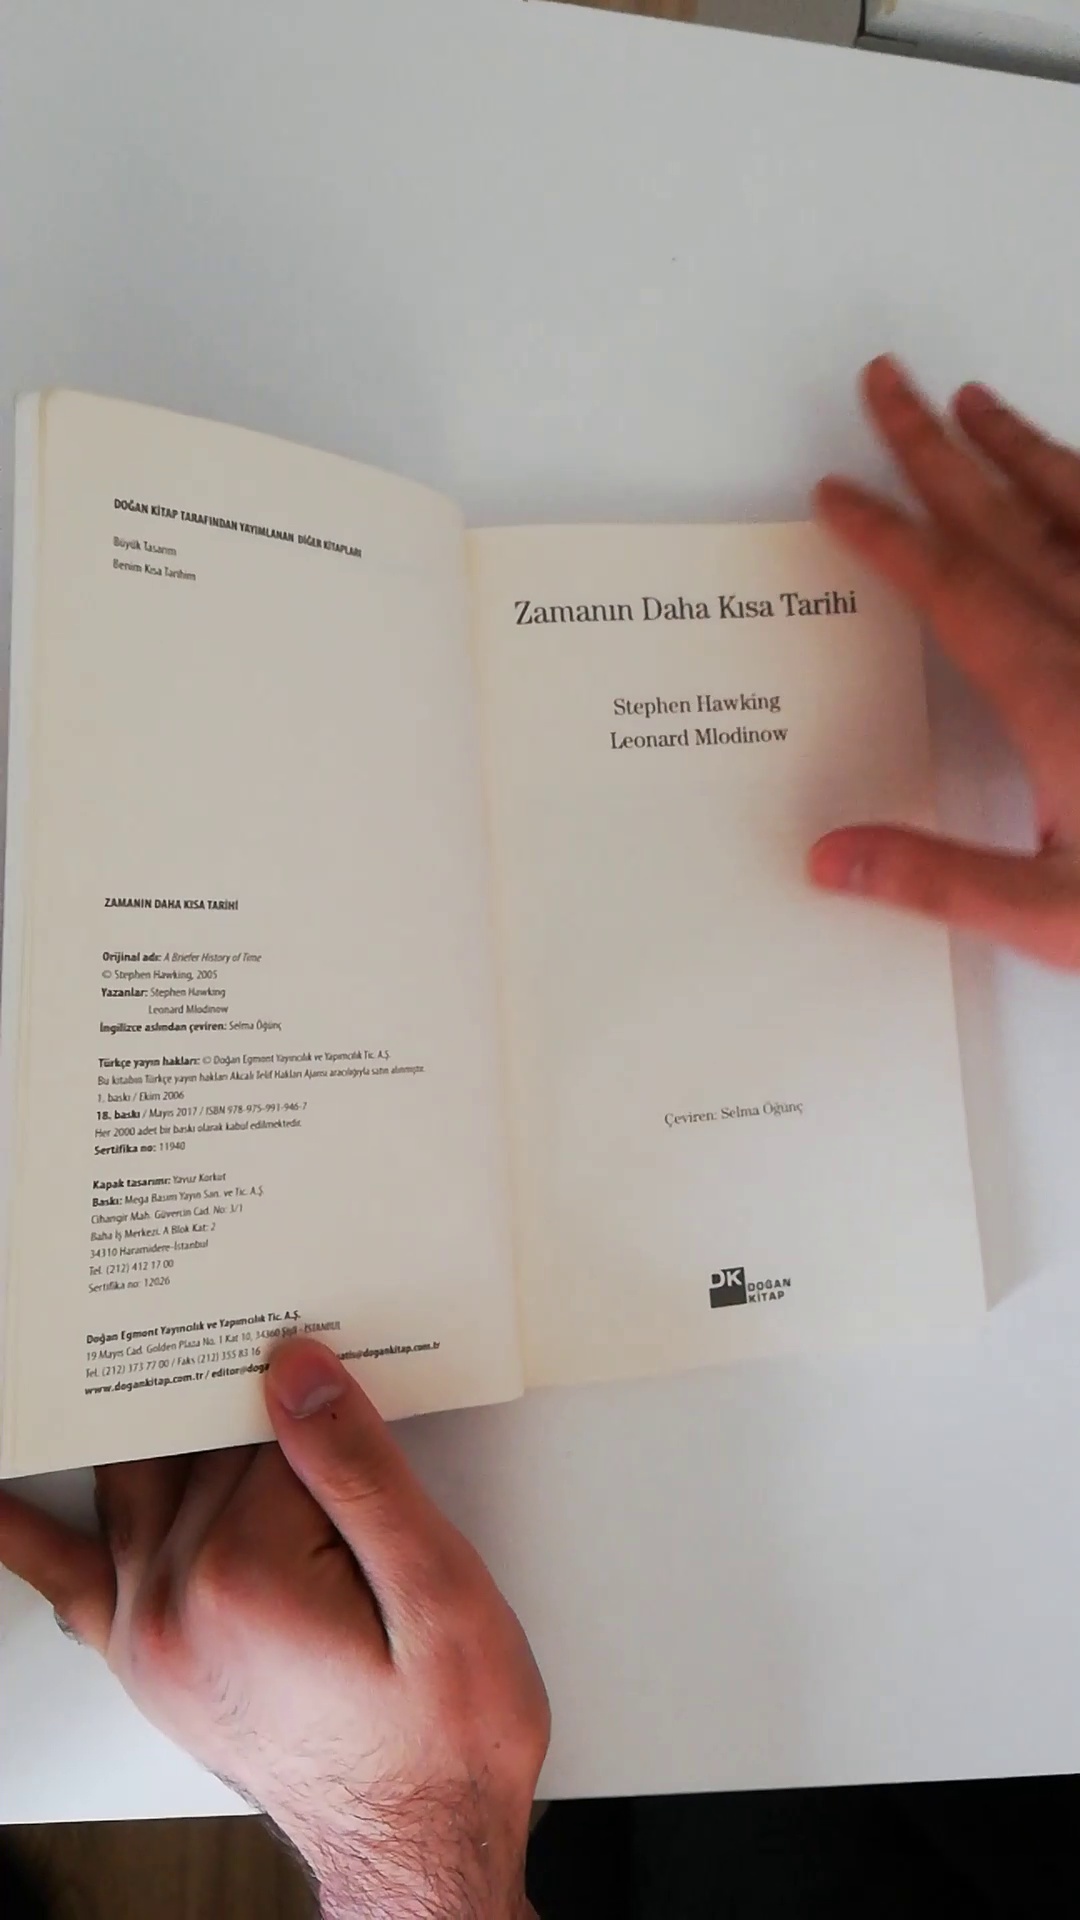 DOĞAN KİTAP TARAFINDAN YAYIMLANAN DİĞER KİTAPLARI
Büyük Tasarım
Benim Kısa Tarihim
ZAMANIN DAHA KISA TARİHİ
Orijinal adı: A Briefer History of Time
© Stephen Hawking, 2005
Yazanlar: Stephen Hawking
Leonard Mlodinow
İngilizce aslından çeviren: Selma Öğünç
Türkçe yayın hakları: © Doğan Egmont Yayıncılık ve Yapımcılık Tic. A.Ş.
Bu kitabın Türkçe yayın hakları Akcalı Telif Hakları Ajansı aracılığıyla satın alınmıştır.
1. baskı / Ekim 2006
18. baskı / Mayıs 2017 / ISBN 978-975-991-946-7
Her 2000 adet bir baskı olarak kabul edilmektedir.
Sertifika no: 11940
Kapak tasarımı: Yavuz Korkut
Baskı: Mega Basım Yayın San. ve Tic. A.Ş.
Cihangir Mah. Güvercin Cad. No: 3/1
Baha İş Merkezi. A Blok Kat: 2
34310 Haramidere-İstanbul
Tel. (212) 412 17 00
Sertifika no: 12026
Doğan Egmont Yayıncılık ve Yapımcılık Tic. A.Ş.
19 Mayıs Cad. Golden Plaza No. 1 Kat 10, 34360 Şişli - İSTANBUL
Tel. (212) 373 77 00 / Faks (212) 355 83 16
www.dogankitap.com.tr / editor@doga satis@dogankitap.com.tr
Zamanın Daha Kısa Tarihi
Stephen Hawking
Leonard Mlodinow
Çeviren: Selma Öğünç
DK DOĞAN
KİTAP